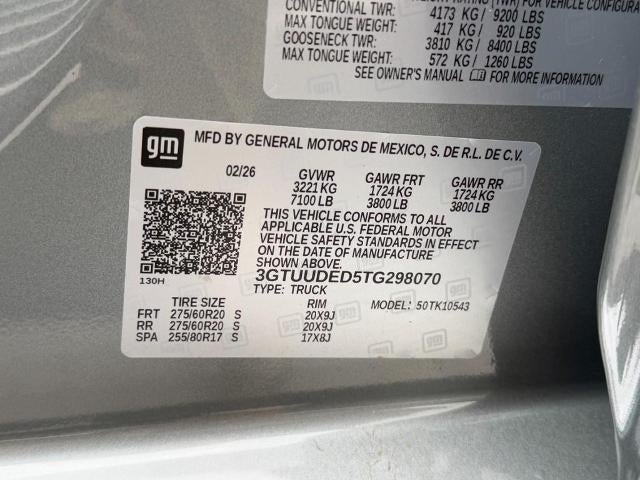 CONVENTIONAL TWR: 4173 KG / 9200 LBS
MAX TONGUE WEIGHT: 417 KG / 920 LBS
GOOSENECK TWR: 3810 KG / 8400 LBS
MAX TONGUE WEIGHT: 572 KG / 1260 LBS
SEE OWNER'S MANUAL FOR MORE INFORMATION
gm
MFD BY GENERAL MOTORS DE MEXICO, S. DE R.L. DE C.V.
02/26 GVWR GAWR FRT GAWR RR
3221 KG 1724 KG 1724 KG
7100 LB 3800 LB 3800 LB
THIS VEHICLE CONFORMS TO ALL
APPLICABLE U.S. FEDERAL MOTOR
VEHICLE SAFETY STANDARDS IN EFFECT
ON THE DATE OF MANUFACTURE
SHOWN ABOVE.
3GTUUDED5TG298070
130H
TYPE: TRUCK
TIRE SIZE RIM MODEL: 50TK10543
FRT 275/60R20 S 20X9J
RR 275/60R20 S 20X9J
SPA 255/80R17 S 17X8J